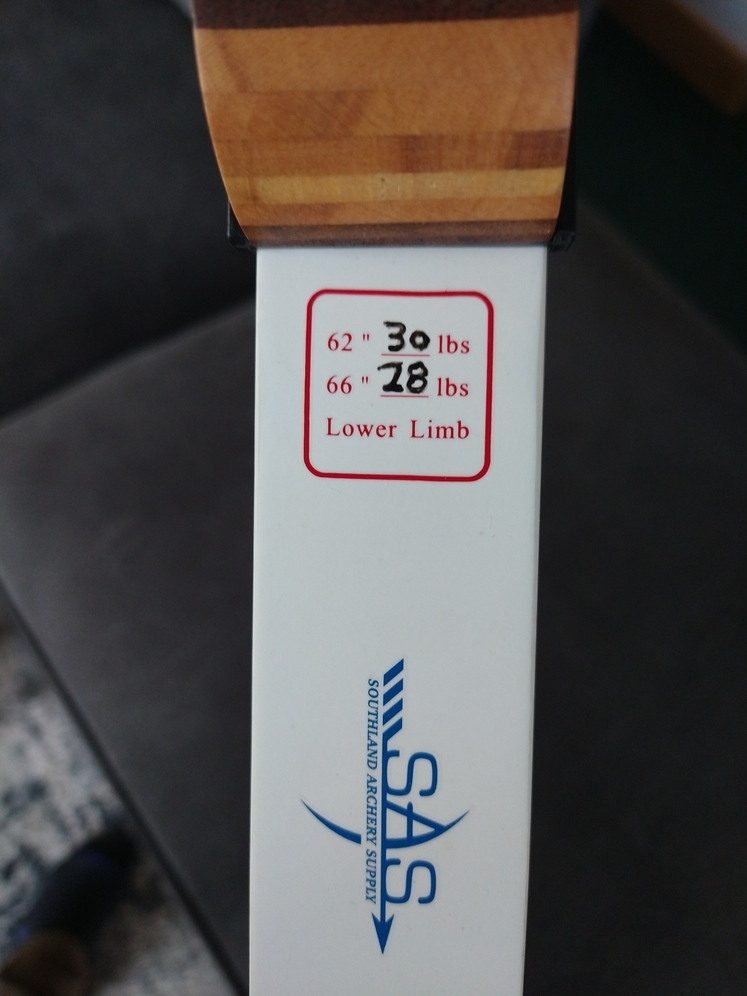 62 " 30 lbs
66 " 28 lbs
Lower Limb
SAS
SOUTHLAND ARCHERY SUPPLY